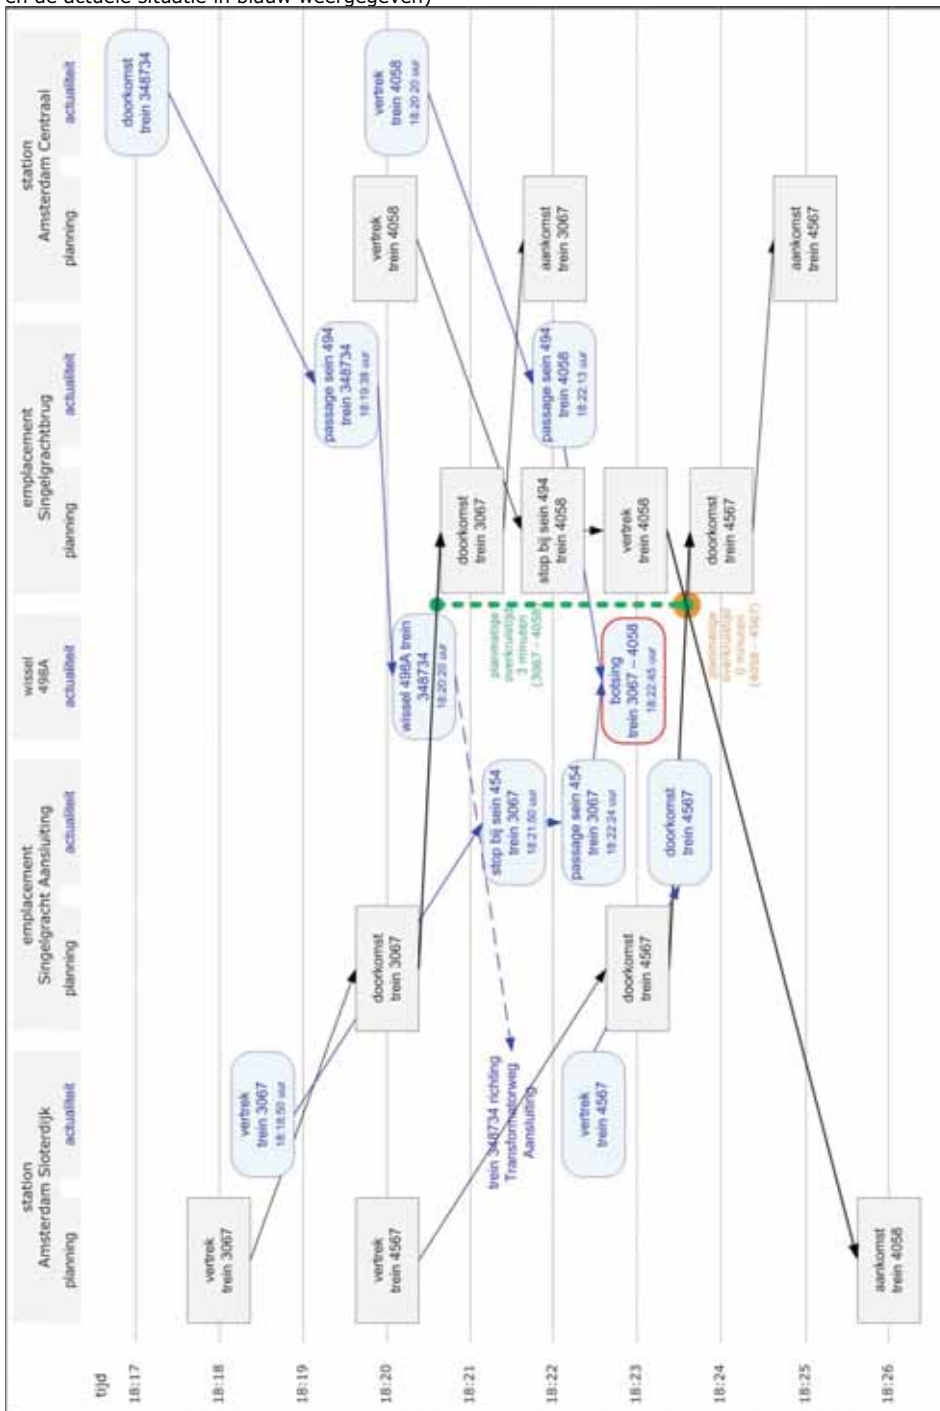 en de actuele situatie in blauw weergegeven)
station
Amsterdam Sloterdijk
planning
actualiteit
emplacement
Singelgracht Aansluiting
planning
actualiteit
wissel
496A
actualiteit
emplacement
Singelgrachtbrug
planning
actualiteit
station
Amsterdam Centraal
planning
actualiteit
tijd
18:17
doorkomst
trein 348734
18:18
vertrek
trein 3067
vertrek
trein 3067
18:18:50 uur
18:19
passage sein 494
trein 348734
18:19:38 uur
18:20
vertrek
trein 4567
doorkomst
trein 3067
wissel 496A trein
348734
18:20:20 uur
vertrek
trein 4058
vertrek
trein 4058
18:20:20 uur
18:21
trein 348734 richting
Transformatorweg
Aansluiting
stop bij sein 454
trein 3067
18:21:50 uur
planmatige
overkruistijd
3 minuten
(3067 - 4058)
doorkomst
trein 3067
18:22
stop bij sein 494
trein 4058
passage sein 494
trein 4058
18:22:13 uur
aankomst
trein 3067
vertrek
trein 4567
passage sein 454
trein 3067
18:22:24 uur
18:23
doorkomst
trein 4567
botsing
trein 3067 – 4058
18:22:45 uur
vertrek
trein 4058
doorkomst
trein 4567
18:24
planmatige
overkruistijd
0 minuten
(4058 - 4567)
doorkomst
trein 4567
18:25
aankomst
trein 4567
18:26
aankomst
trein 4058